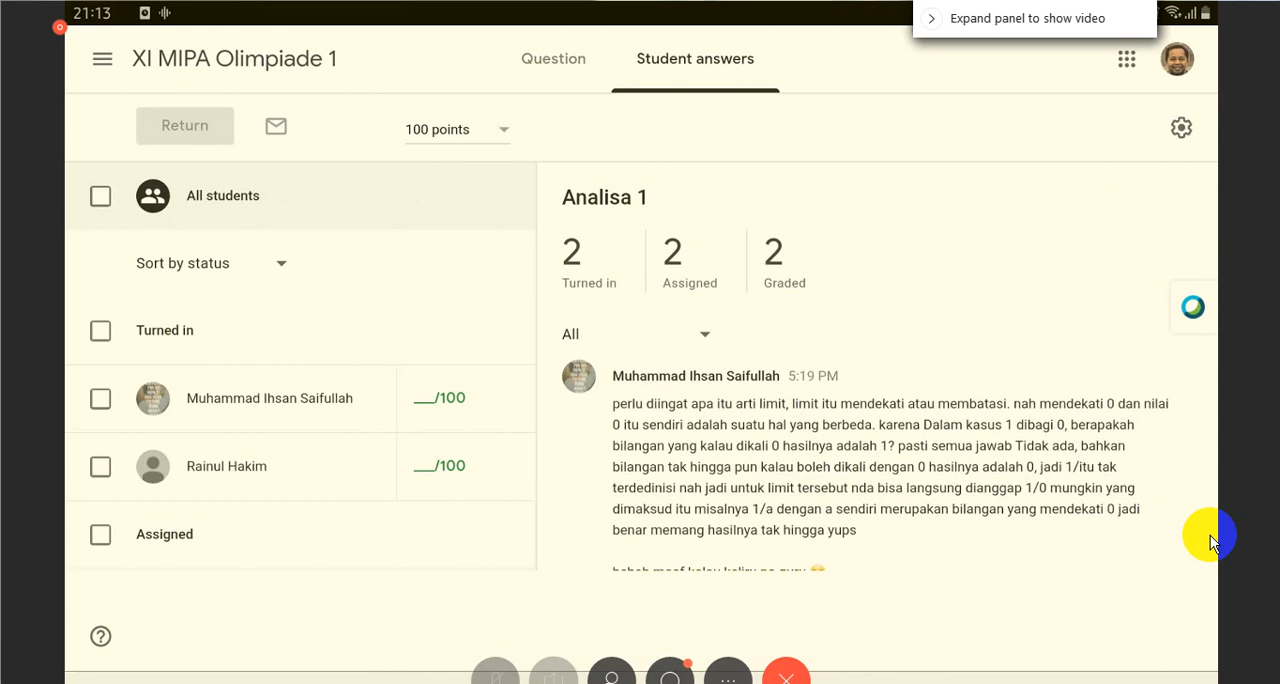 21:13
Expand panel to show video
XI MIPA Olimpiade 1
Question
Student answers
Return
100 points
All students
Sort by status
Turned in
Muhammad Ihsan Saifullah
__/100
Rainul Hakim
__/100
Assigned
Analisa 1
2
Turned in
2
Assigned
2
Graded
All
Muhammad Ihsan Saifullah 5:19 PM
perlu diingat apa itu arti limit, limit itu mendekati atau membatasi. nah mendekati 0 dan nilai
0 itu sendiri adalah suatu hal yang berbeda. karena Dalam kasus 1 dibagi 0, berapakah
bilangan yang kalau dikali 0 hasilnya adalah 1? pasti semua jawab Tidak ada, bahkan
bilangan tak hingga pun kalau boleh dikali dengan 0 hasilnya adalah 0, jadi 1/itu tak
terdedinisi nah jadi untuk limit tersebut nda bisa langsung dianggap 1/0 mungkin yang
dimaksud itu misalnya 1/a dengan a sendiri merupakan bilangan yang mendekati 0 jadi
benar memang hasilnya tak hingga yups